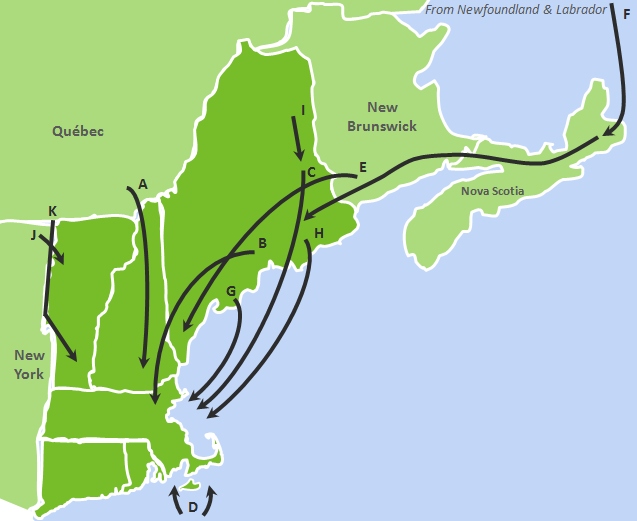 From Newfoundland & Labrador
F
I
New
Brunswick
Québec
C
E
A
Nova Scotia
K
J
H
B
G
New
York
D